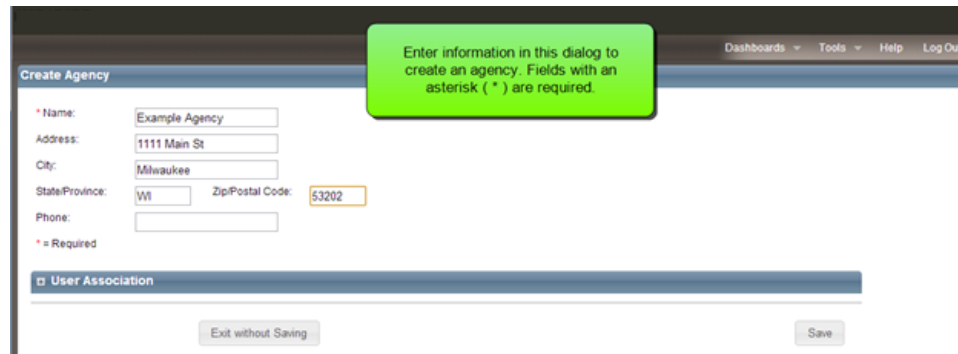 Enter information in this dialog to
create an agency. Fields with an
asterisk ( * ) are required.
Dashboards Tools Help Log Ou
Create Agency
* Name: Example Agency
Address: 1111 Main St
City: Milwaukee
State/Province: WI Zip/Postal Code: 53202
Phone:
* = Required
User Association
Exit without Saving Save